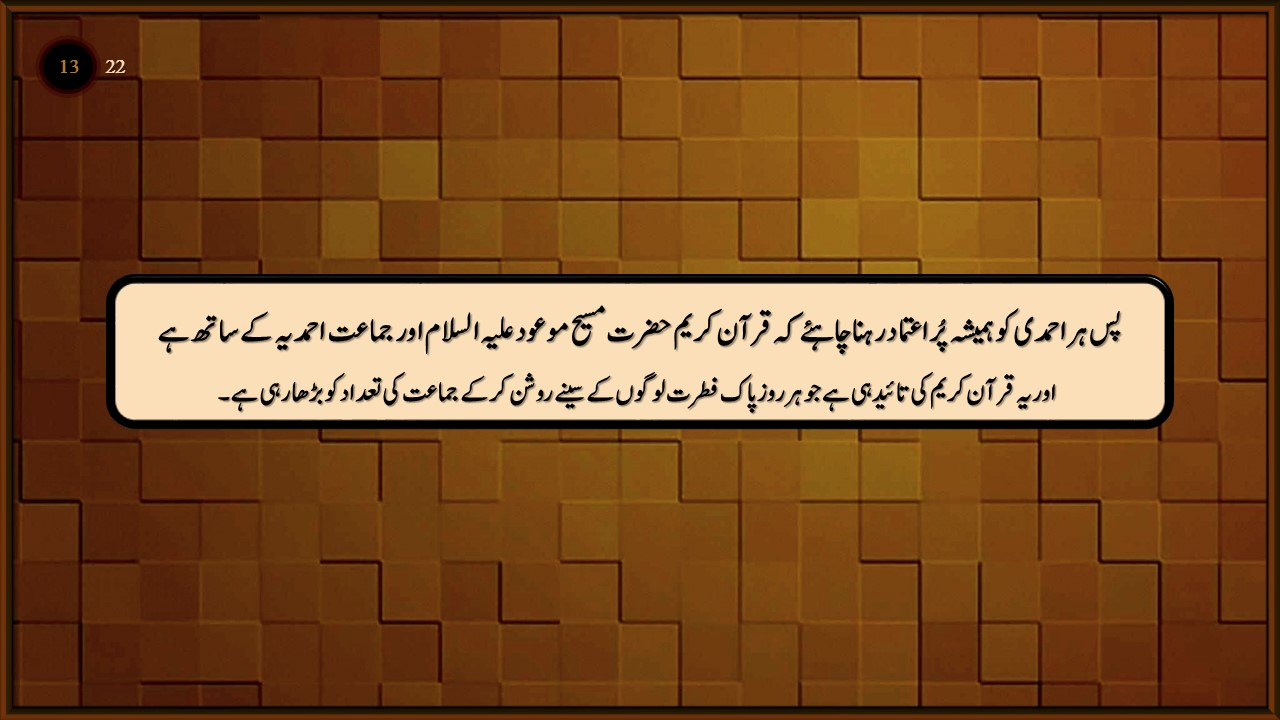 13 22
پس ہر احمدی کو ہمیشہ پُر اعتماد رہنا چاہئے کہ قرآن کریم حضرت مسیح موعود علیہ السلام اور جماعت احمدیہ کے ساتھ ہے
اور یہ قرآن کریم کی تائید ہی ہے جو ہر روز پاک فطرت لوگوں کے سینے روشن کر کے جماعت کی تعداد کو بڑھا رہی ہے۔